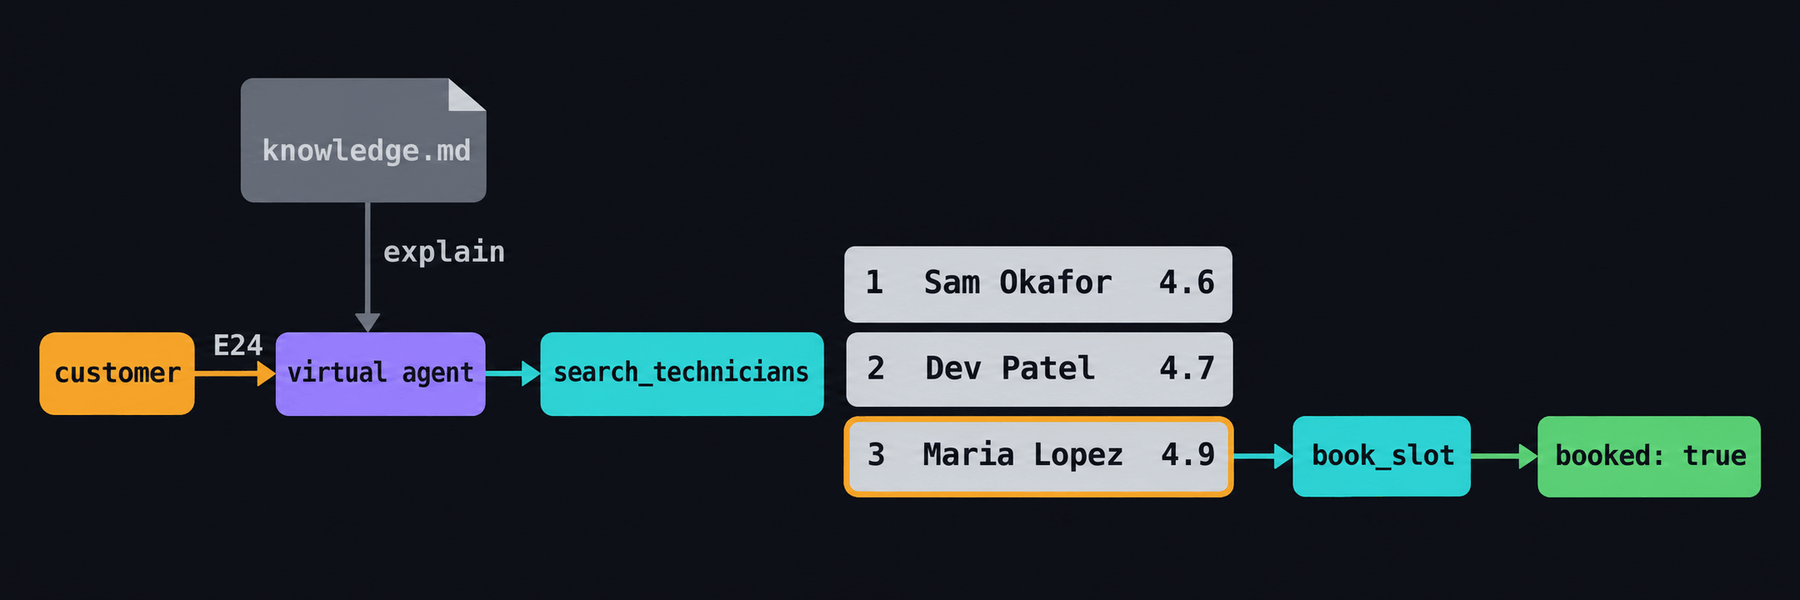 knowledge.md
explain
customer
E24
virtual agent
search_technicians
1 Sam Okafor 4.6
2 Dev Patel 4.7
3 Maria Lopez 4.9
book_slot
booked: true